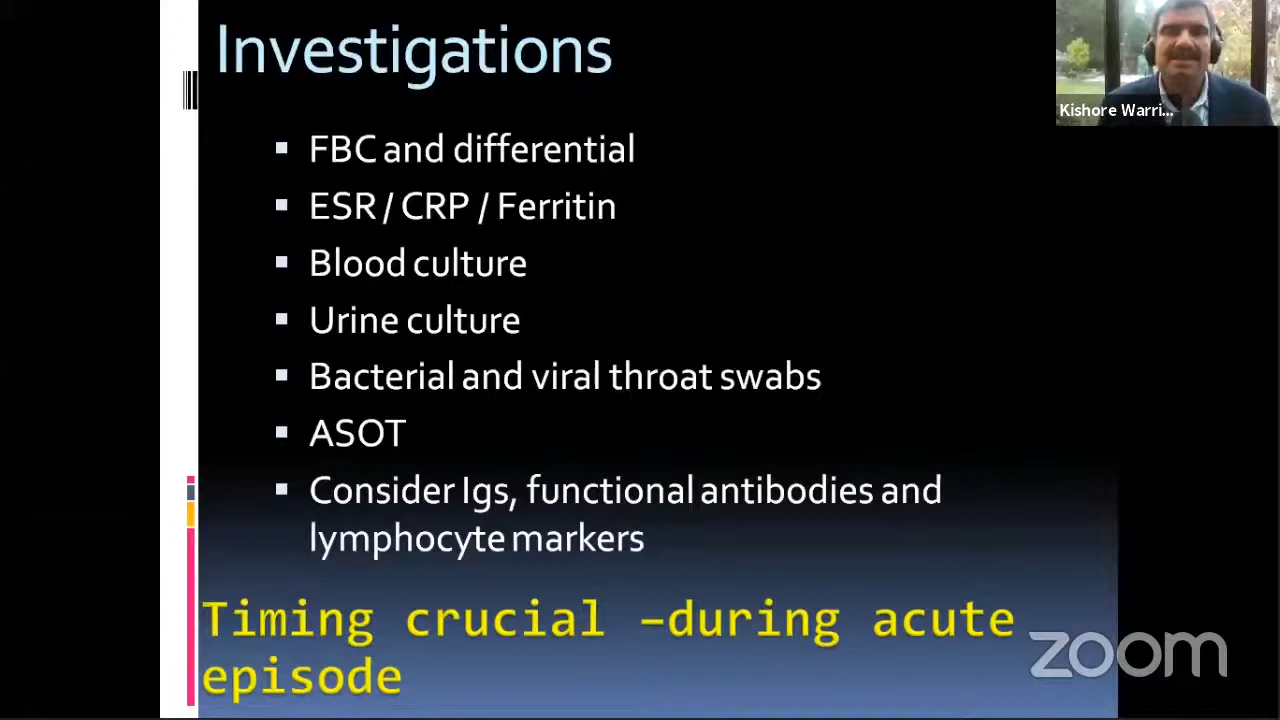 Investigations
Kishore Warri...
FBC and differential
ESR / CRP / Ferritin
Blood culture
Urine culture
Bacterial and viral throat swabs
ASOT
Consider Igs, functional antibodies and
lymphocyte markers
Timing crucial –during acute
episode
zoom